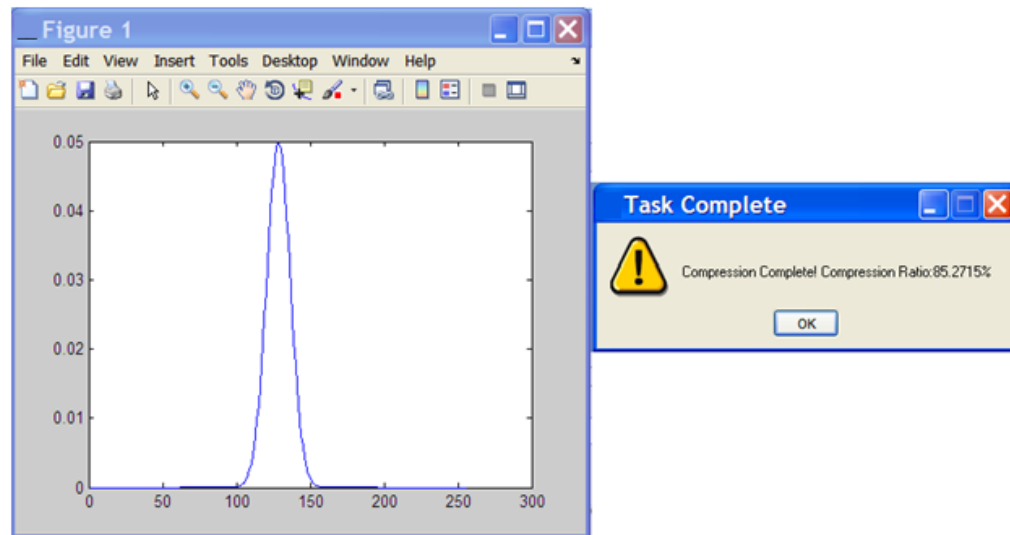 Figure 1
File Edit View Insert Tools Desktop Window Help
0.05
0.04
0.03
0.02
0.01
0
0 50 100 150 200 250 300
Task Complete
Compression Complete! Compression Ratio:85.2715%
OK